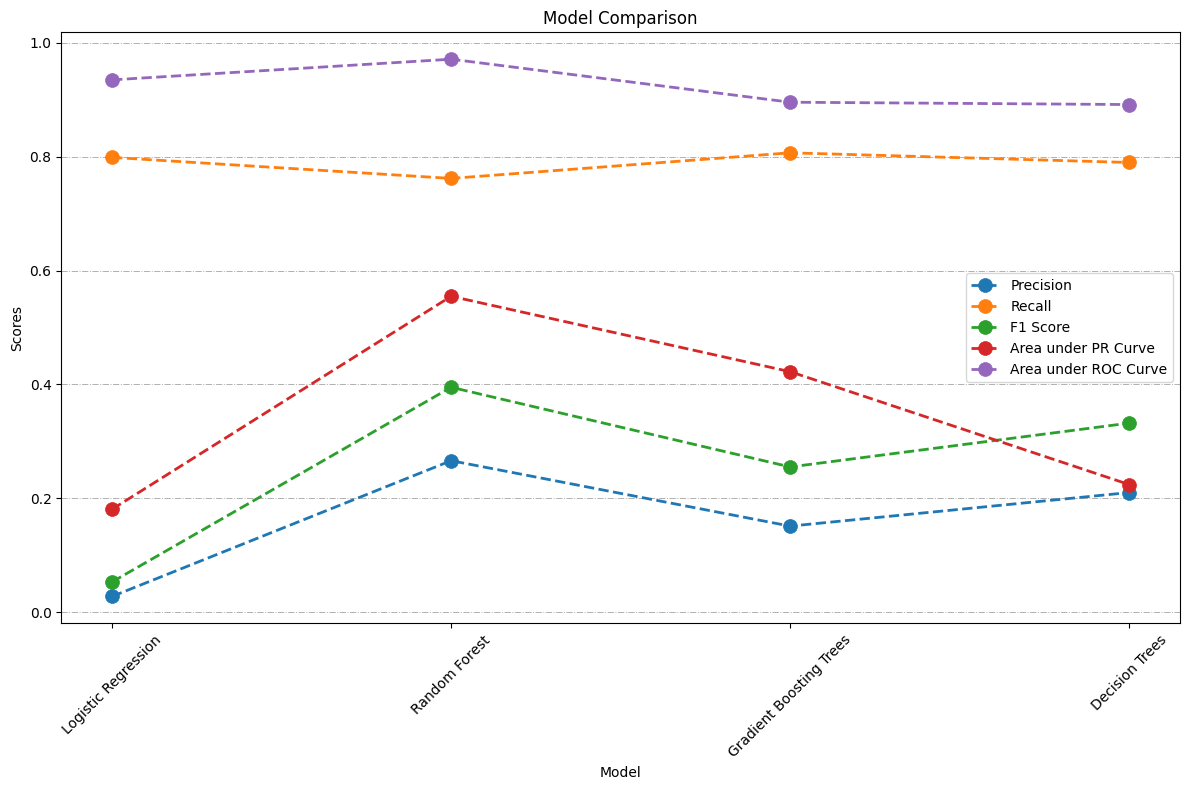 Model Comparison
1.0
0.8
0.6
0.4
0.2
0.0
Scores
Precision
Recall
F1 Score
Area under PR Curve
Area under ROC Curve
Logistic Regression
Random Forest
Gradient Boosting Trees
Decision Trees
Model